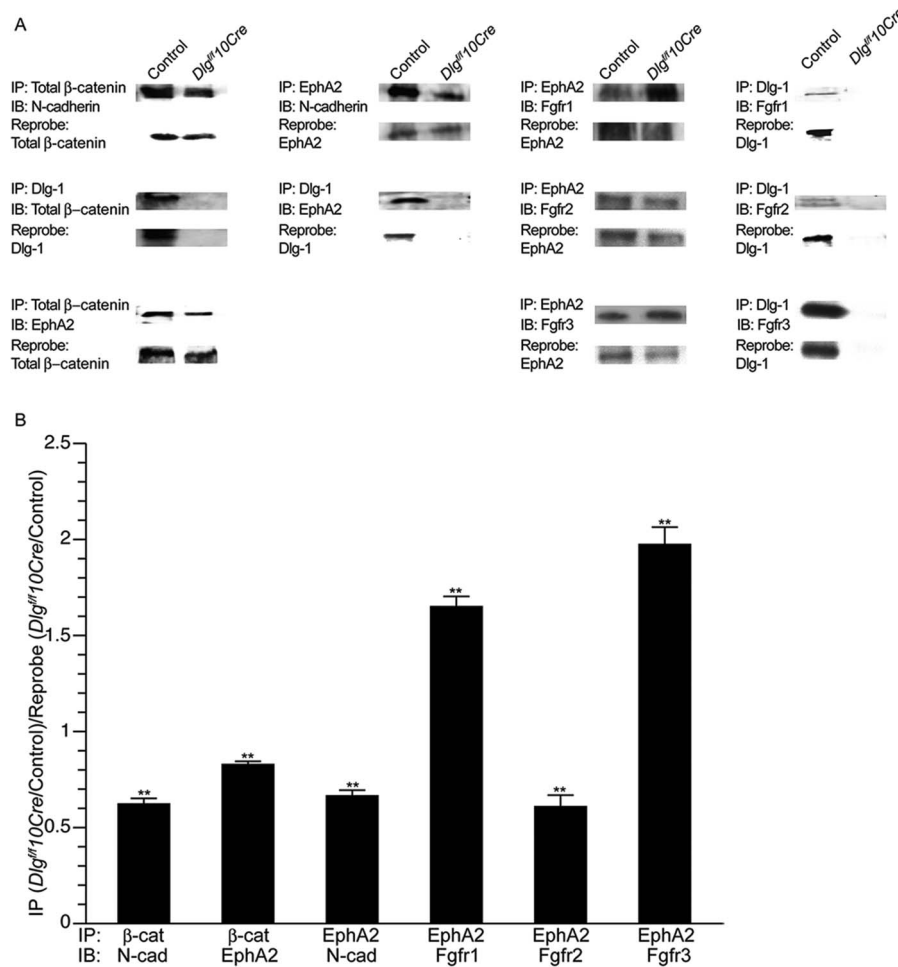 A
Control Dlgf/f10Cre
Control Dlgf/f10Cre
Control Dlgf/f10Cre
Control Dlgf/f10Cre
IP: Total β-catenin
IB: N-cadherin
Reprobe:
Total β-catenin
IP: EphA2
IB: N-cadherin
Reprobe:
EphA2
IP: EphA2
IB: Fgfr1
Reprobe:
EphA2
IP: Dlg-1
IB: Fgfr1
Reprobe:
Dlg-1
IP: Dlg-1
IB: Total β–catenin
Reprobe:
Dlg-1
IP: Dlg-1
IB: EphA2
Reprobe:
Dlg-1
IP: EphA2
IB: Fgfr2
Reprobe:
EphA2
IP: Dlg-1
IB: Fgfr2
Reprobe:
Dlg-1
IP: Total β–catenin
IB: EphA2
Reprobe:
Total β–catenin
IP: EphA2
IB: Fgfr3
Reprobe:
EphA2
IP: Dlg-1
IB: Fgfr3
Reprobe:
Dlg-1
B
IP (Dlgf/f10Cre/Control)/Reprobe (Dlgf/f10Cre/Control)
2.5
2
1.5
1
0.5
0
** ** ** ** ** **
IP: β-cat β-cat EphA2 EphA2 EphA2 EphA2
IB: N-cad EphA2 N-cad Fgfr1 Fgfr2 Fgfr3